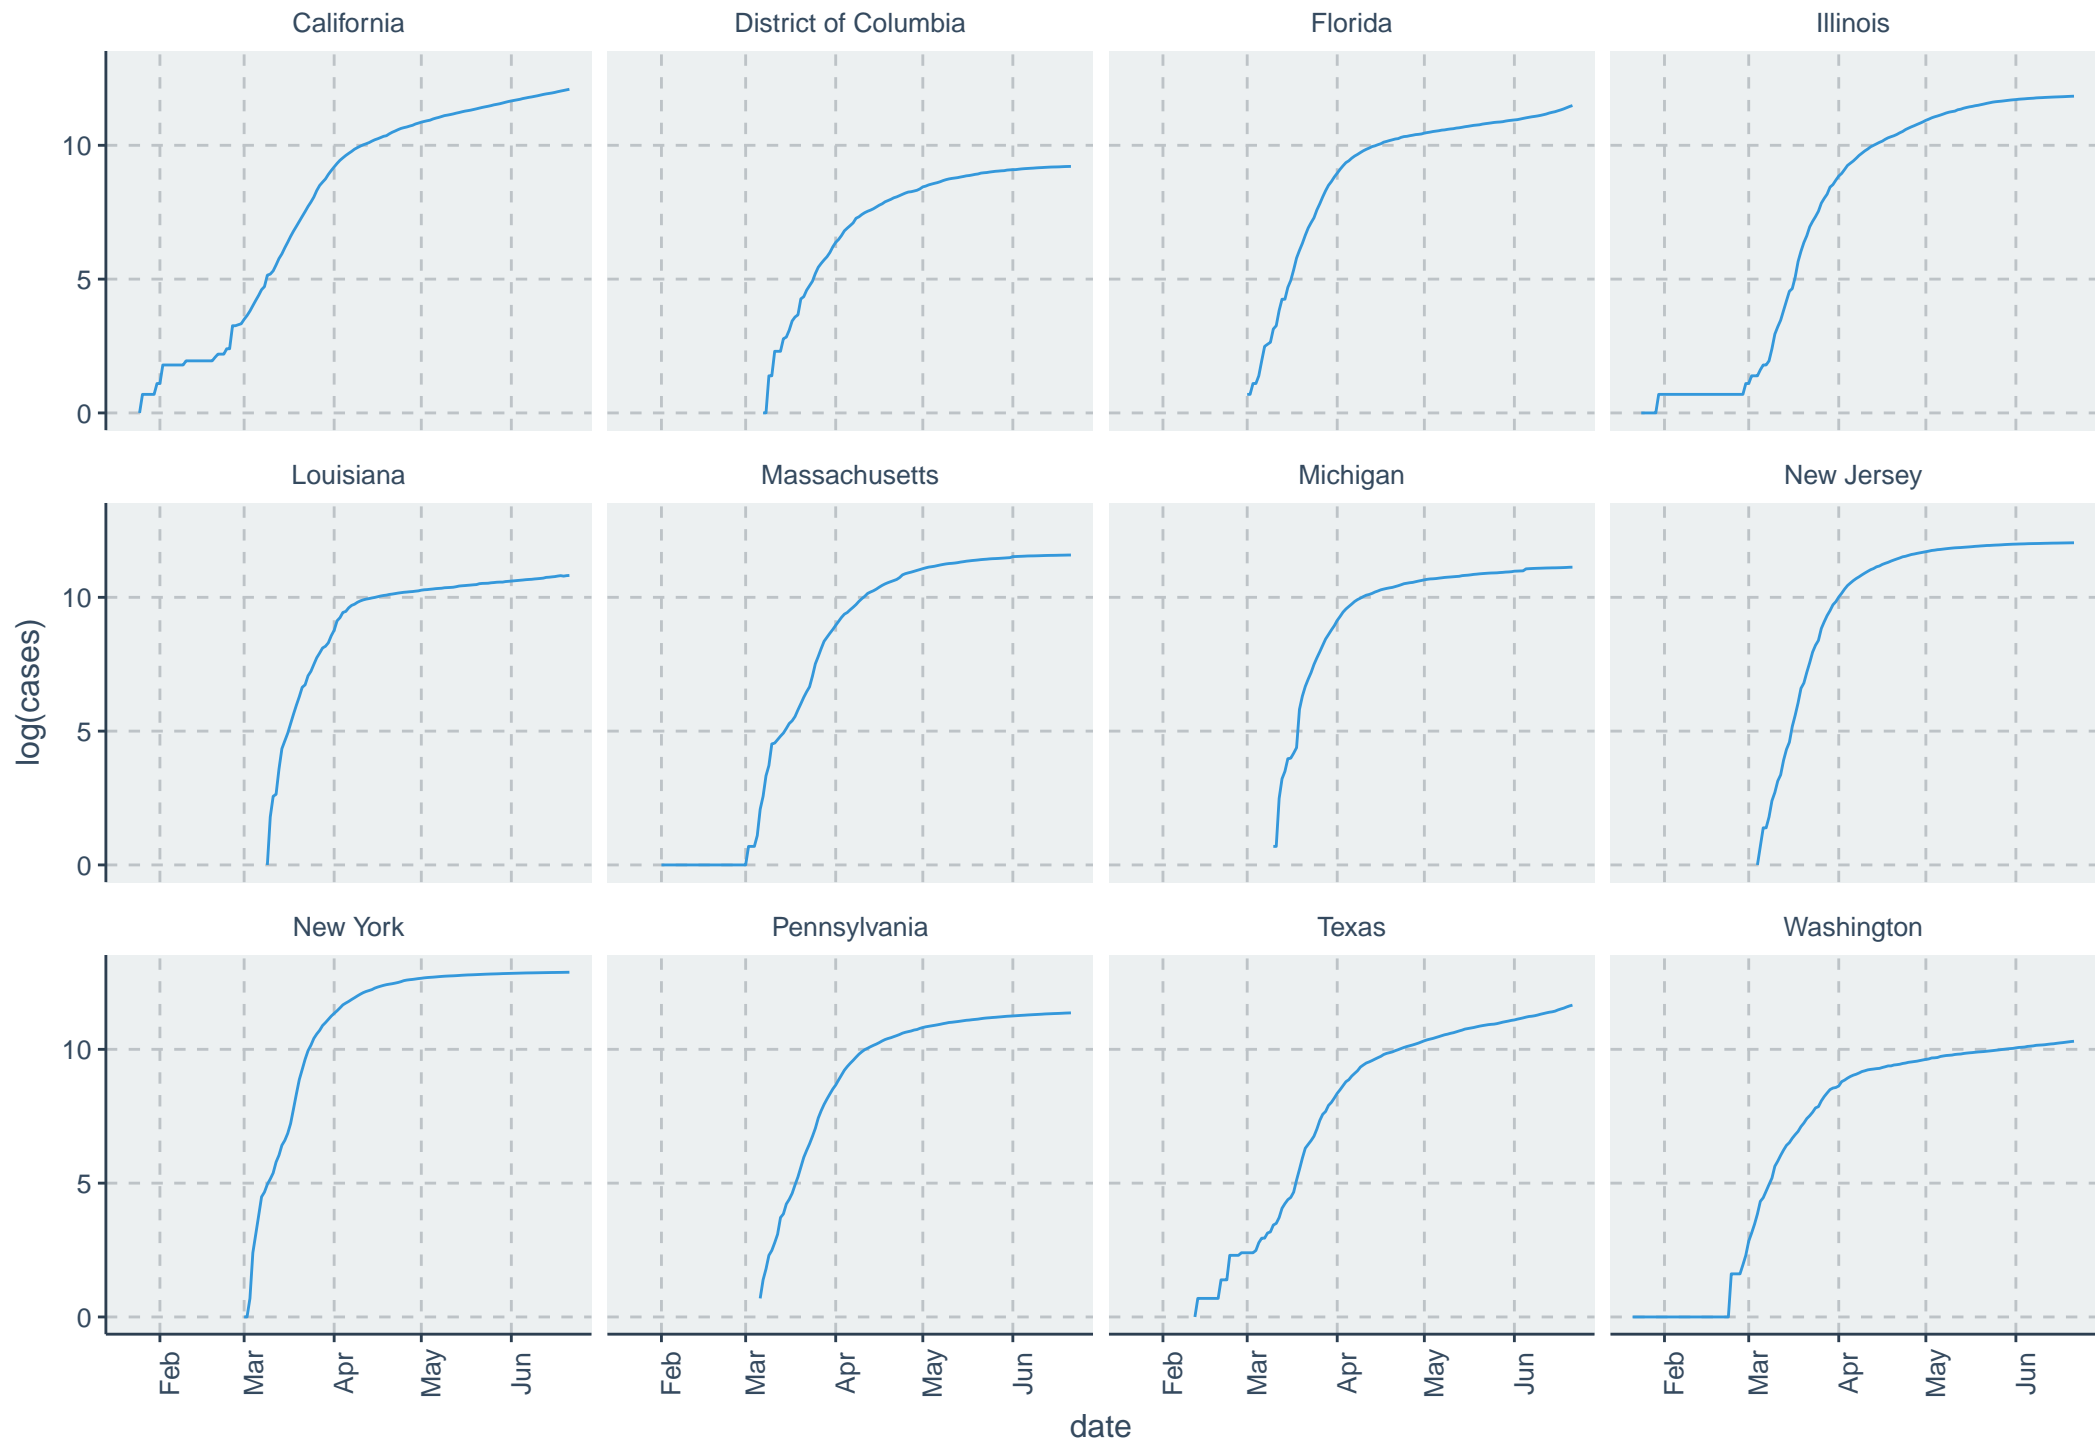 California
District of Columbia
Florida
Illinois
10
5
0
Louisiana
Massachusetts
Michigan
New Jersey
10
5
0
log(cases)
New York
Pennsylvania
Texas
Washington
10
5
0
Feb
Mar
Apr
May
Jun
Feb
Mar
Apr
May
Jun
Feb
Mar
Apr
May
Jun
Feb
Mar
Apr
May
Jun
date